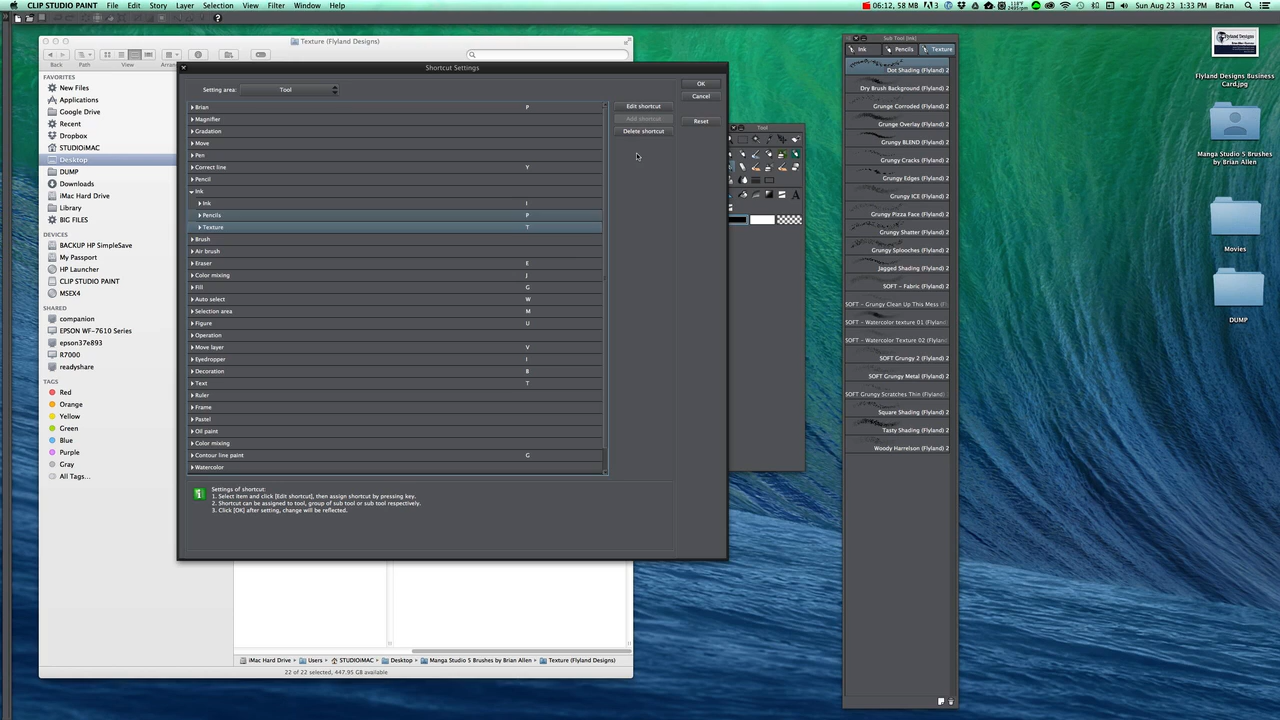 CLIP STUDIO PAINT File Edit Story Layer Selection View Filter Window Help
06:12, 58 MB
Sun Aug 23 1:33 PM Brian
Texture (Flyland Designs)
Back Path View
FAVORITES
New Files
Applications
Google Drive
Recent
Dropbox
STUDIOiMAC
Desktop
DUMP
Downloads
iMac Hard Drive
Library
BIG FILES
DEVICES
BACKUP HP SimpleSave
My Passport
HP Launcher
CLIP STUDIO PAINT
MSEX4
SHARED
companion
EPSON WF-7610 Series
epson37e893
R7000
readyshare
TAGS
Red
Orange
Yellow
Green
Blue
Purple
Gray
All Tags...
Shortcut Settings
Setting area: Tool
Brian P
Magnifier
Gradation
Move
Pen
Correct line Y
Pencil
Ink
Ink I
Pencils P
Texture T
Brush
Air brush
Eraser E
Color mixing J
Fill G
Auto select W
Selection area M
Figure U
Operation
Move layer V
Eyedropper I
Decoration B
Text T
Ruler
Frame
Pastel
Oil paint
Color mixing
Contour line paint G
Watercolor
Edit shortcut
Add shortcut
Delete shortcut
OK
Cancel
Reset
Settings of shortcut:
1. Select item and click [Edit shortcut], then assign shortcut by pressing key.
2. Shortcut can be assigned to tool, group of sub tool or sub tool respectively.
3. Click [OK] after setting, change will be reflected.
iMac Hard Drive Users STUDIOiMAC Desktop Manga Studio 5 Brushes by Brian Allen Texture (Flyland Designs)
22 of 22 selected, 447.95 GB available
Tool
Sub Tool [Ink]
Ink Pencils Texture
Dot Shading (Flyland) 2
Dry Brush Background (Flyland) 2
Grunge Corroded (Flyland) 2
Grunge Overlay (Flyland) 2
Grungy BLEND (Flyland) 2
Grungy Cracks (Flyland) 2
Grungy Edges (Flyland) 2
Grungy ICE (Flyland) 2
Grungy Pizza Face (Flyland) 2
Grungy Shatter (Flyland) 2
Grungy Splooches (Flyland) 2
Jagged Shading (Flyland) 2
SOFT - Fabric (Flyland) 2
SOFT - Grungy Clean Up This Mess (Fl
SOFT - Watercolor texture 01 (Flyland)
SOFT - Watercolor Texture 02 (Flyland)
SOFT Grungy 2 (Flyland) 2
SOFT Grungy Metal (Flyland) 2
SOFT Grungy Scratches Thin (Flyland)
Square Shading (Flyland) 2
Tasty Shading (Flyland) 2
Woody Harrelson (Flyland) 2
Flyland Designs Business
Card.jpg
Manga Studio 5 Brushes
by Brian Allen
Movies
DUMP